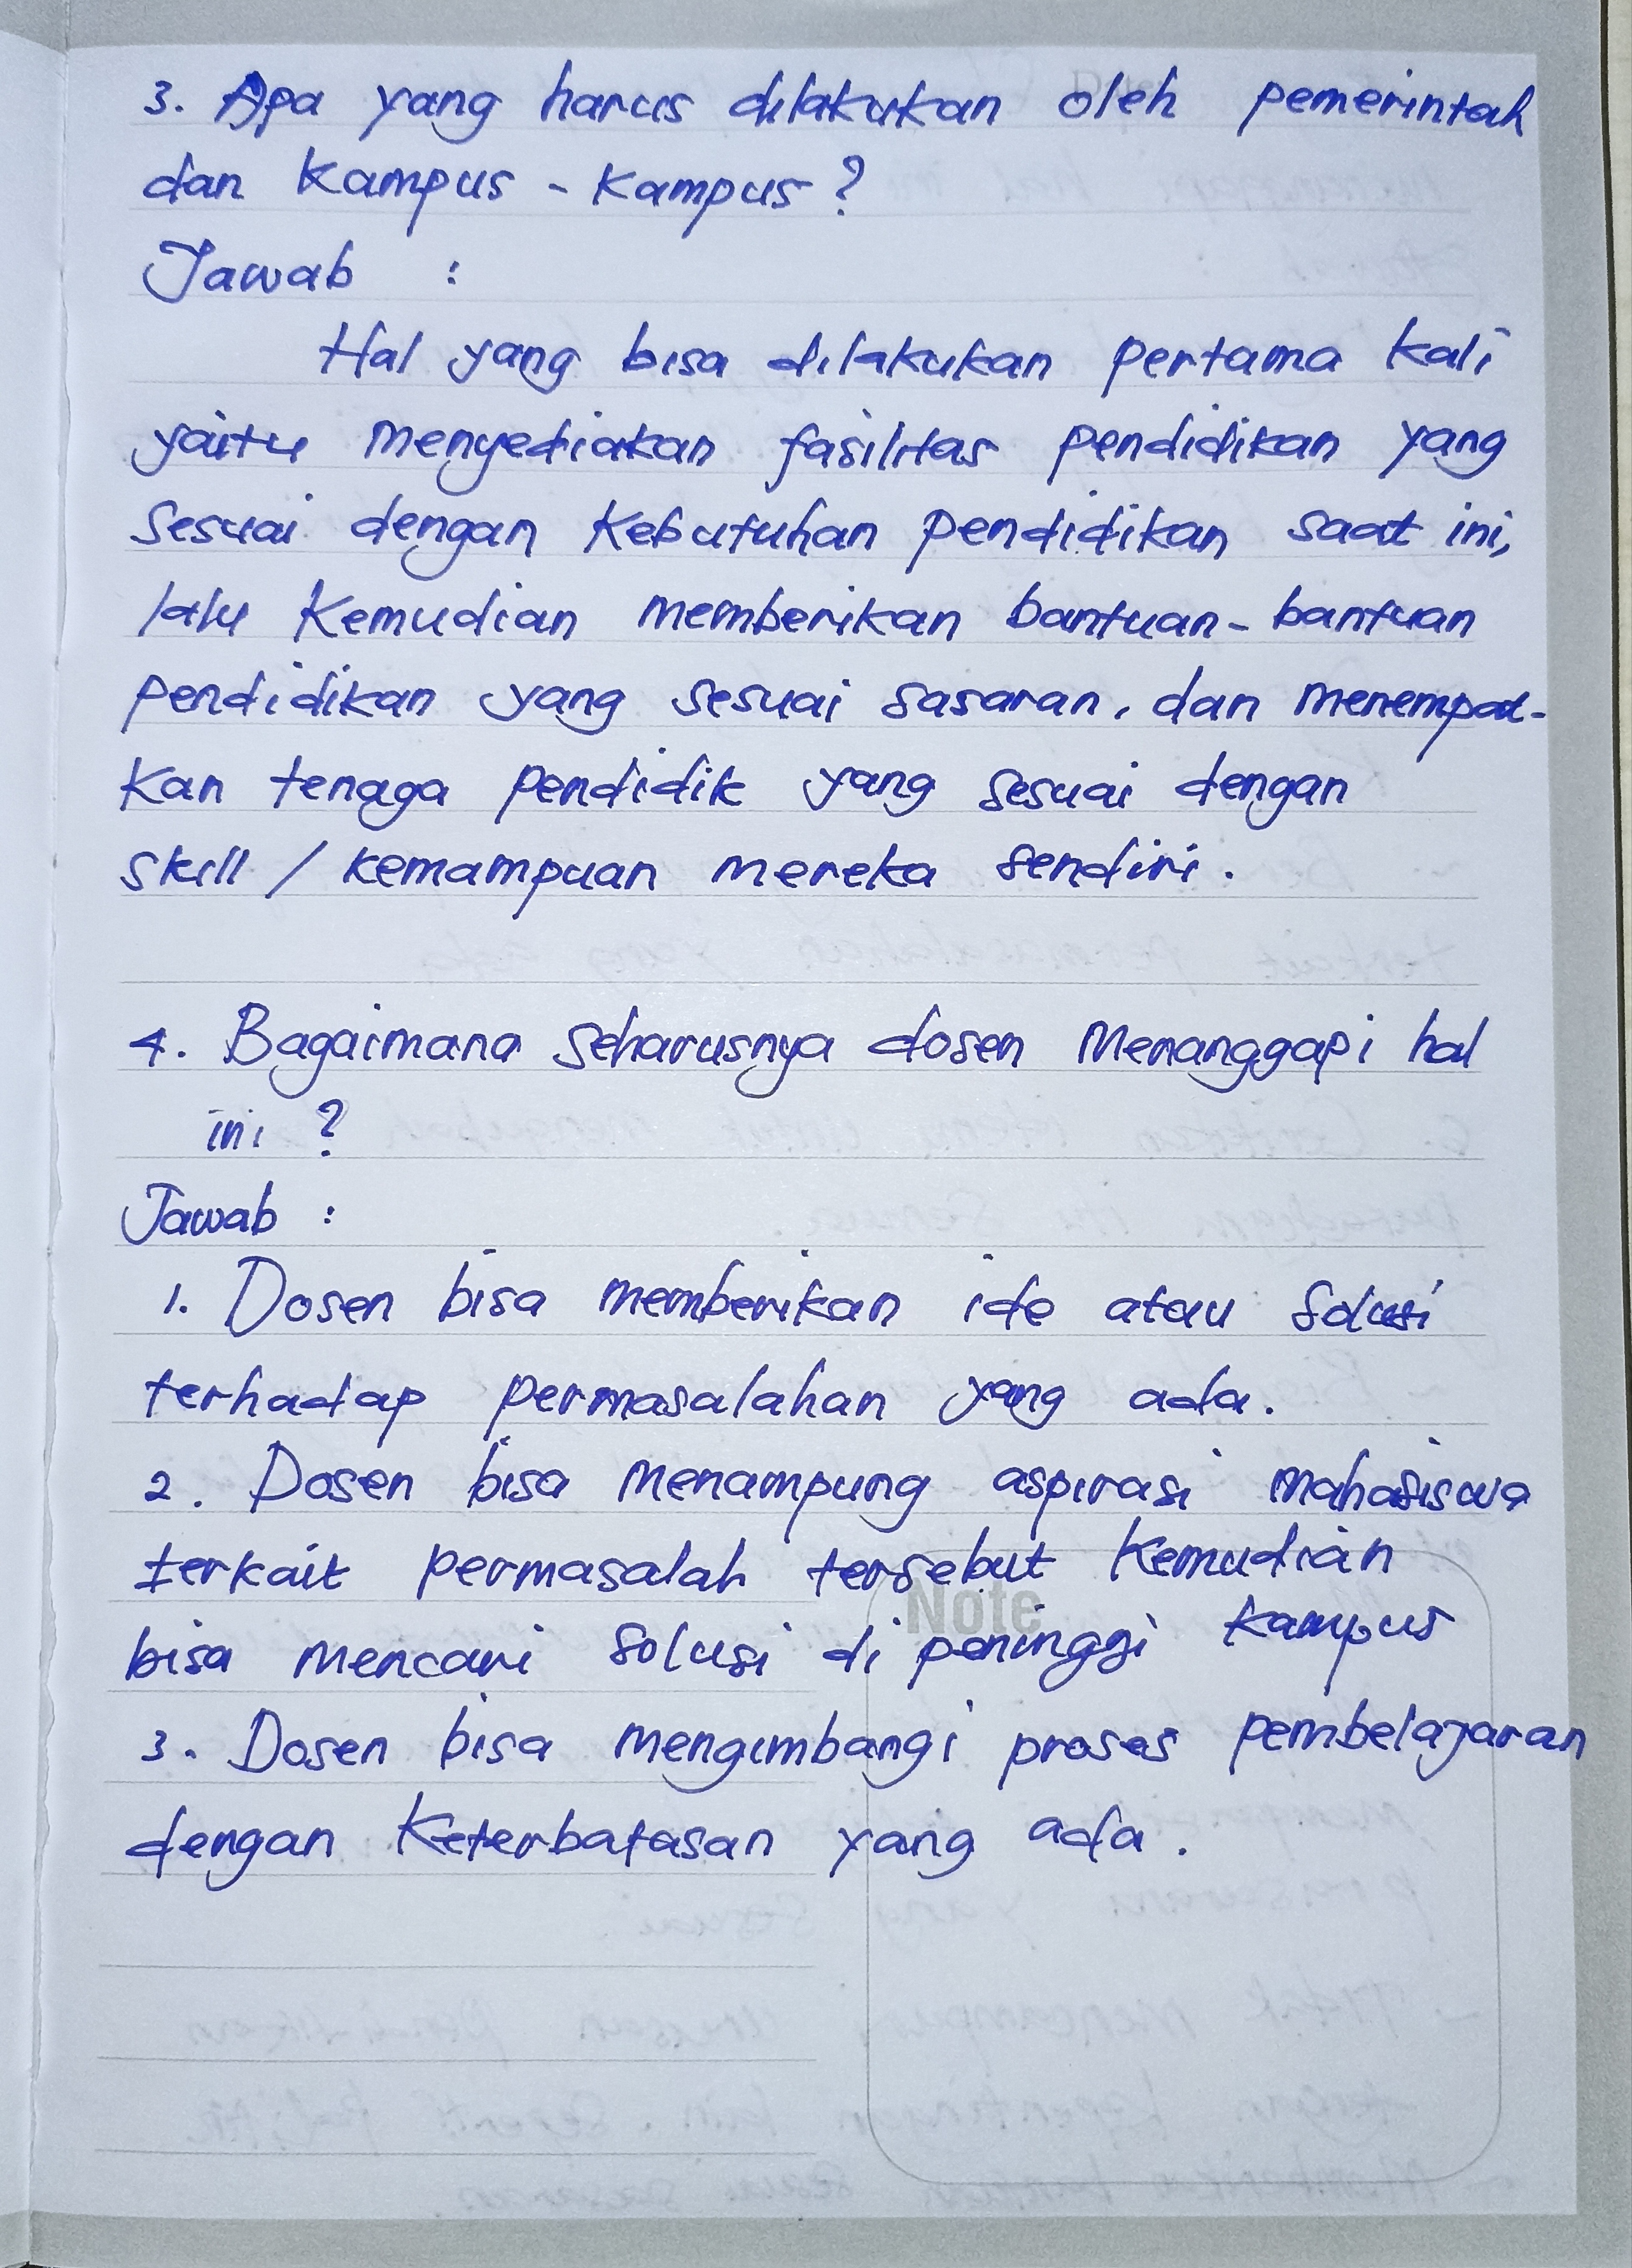 3. Apa yang harus dilakukan oleh pemerintah
dan Kampus - Kampus ?
Jawab :
Hal yang bisa dilakukan pertama kali
yaitu menyediakan fasilitas pendidikan yang
sesuai dengan Kebutuhan pendidikan saat ini,
lalu Kemudian memberikan bantuan - bantuan
pendidikan yang sesuai sasaran, dan menempat-
kan tenaga pendidik yang sesuai dengan
skill / kemampuan mereka sendiri.
4. Bagaimana seharusnya dosen Menanggapi hal
ini ?
Jawab :
1. Dosen bisa memberikan ide atau solusi
terhadap permasalahan yang ada.
2. Dosen bisa menampung aspirasi mahasiswa
terkait permasalah tersebut Kemudian
Note
bisa mencari solusi di peninggi kampus
3. Dosen bisa mengimbangi proses pembelajaran
dengan Keterbatasan yang ada.